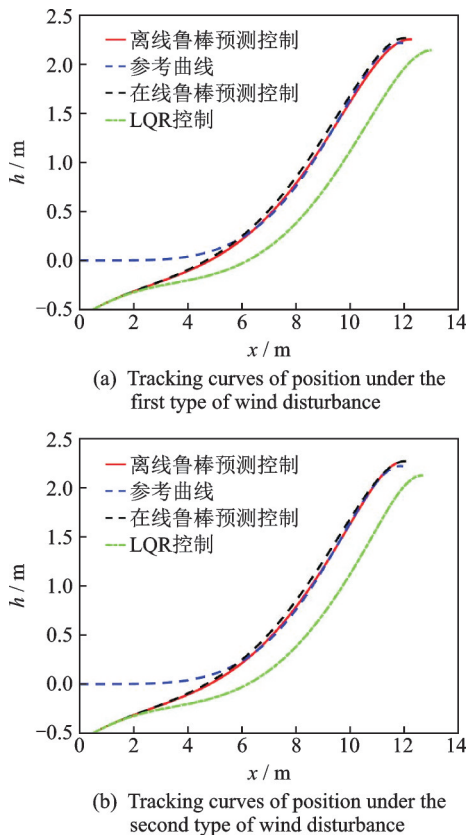 2.5
2.0
1.5
1.0
0.5
0.0
−0.5
h / m
离线鲁棒预测控制
参考曲线
在线鲁棒预测控制
LQR控制
0 2 4 6 8 10 12 14
x / m
(a) Tracking curves of position under the
first type of wind disturbance
2.5
2.0
1.5
1.0
0.5
0.0
−0.5
h / m
离线鲁棒预测控制
参考曲线
在线鲁棒预测控制
LQR控制
0 2 4 6 8 10 12 14
x / m
(b) Tracking curves of position under the
second type of wind disturbance